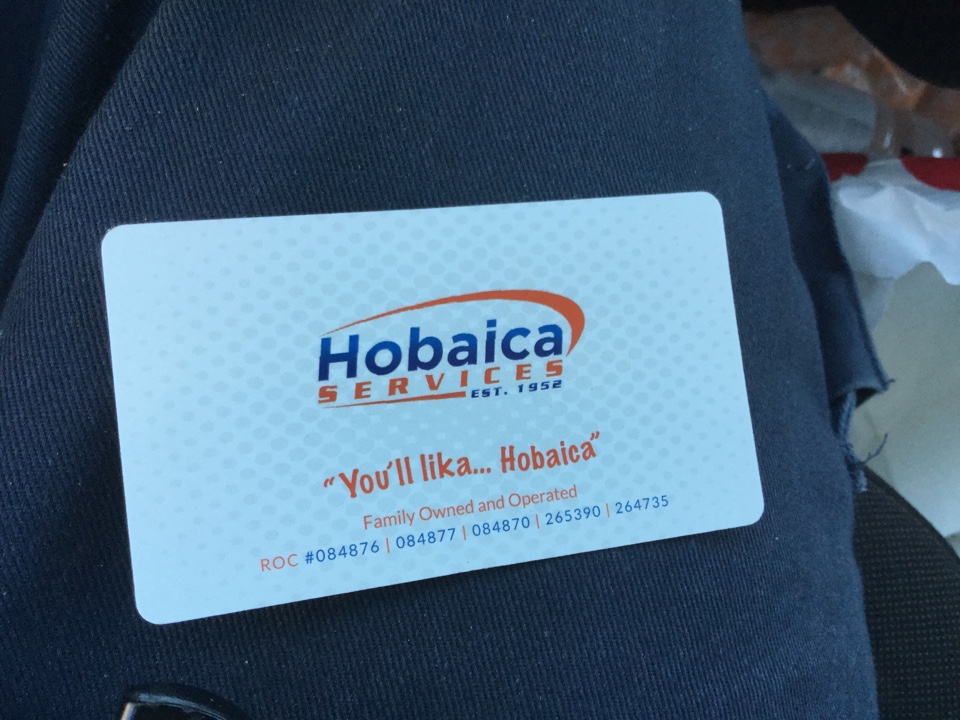 Hobaica
SERVICES
EST. 1952
“You'll lika... Hobaica”
Family Owned and Operated
ROC #084876 | 084877 | 084870 | 265390 | 264735